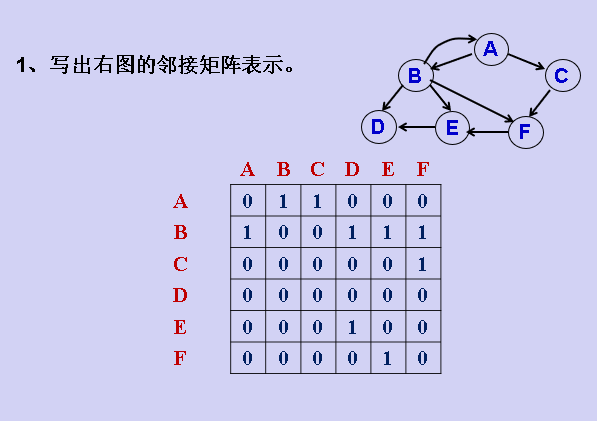 1、写出右图的邻接矩阵表示。
A
B C
D E F
A B C D E F
A 0 1 1 0 0 0
B 1 0 0 1 1 1
C 0 0 0 0 0 1
D 0 0 0 0 0 0
E 0 0 0 1 0 0
F 0 0 0 0 1 0